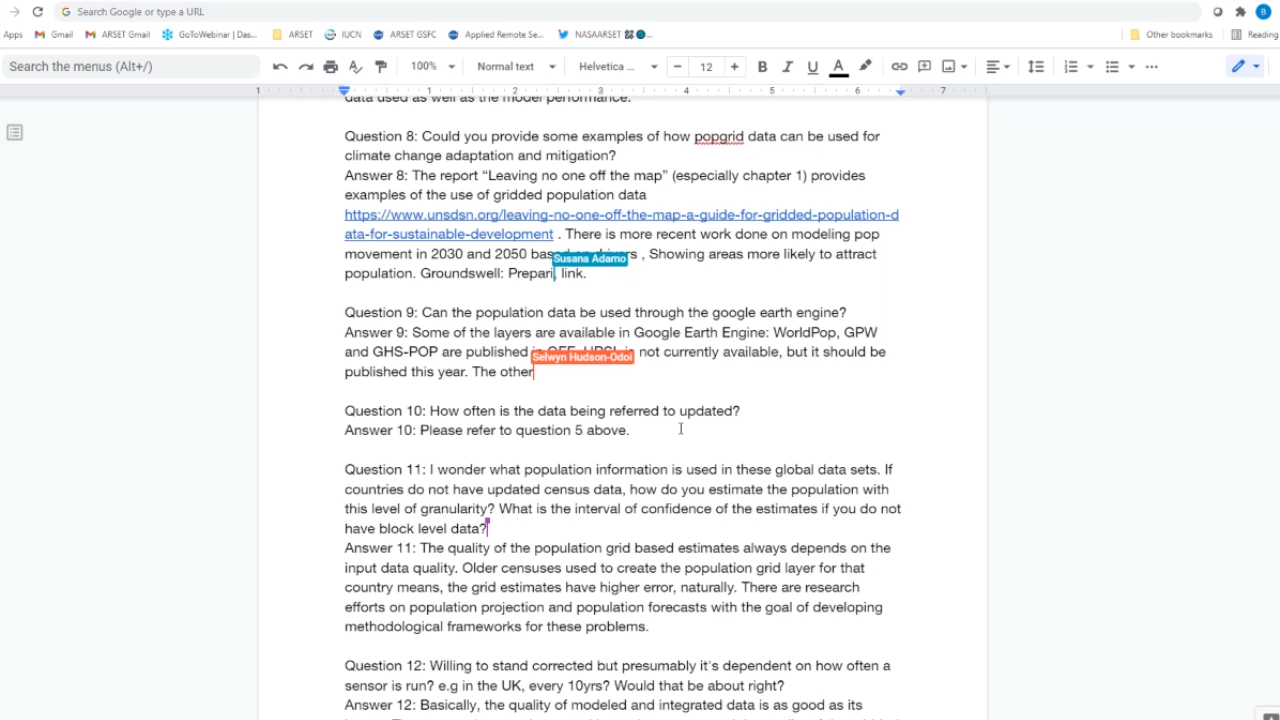 Search Google or type a URL
Apps Gmail ARSET Gmail GoToWebinar | Das... ARSET IUCN ARSET GSFC Applied Remote Se... NASAARSET Other bookmarks Reading
Search the menus (Alt+/) 100% Normal text Helvetica ... 12 B I U A
1 1 2 3 4 5 6 7
data used as well as the model performance.
Question 8: Could you provide some examples of how popgrid data can be used for
climate change adaptation and mitigation?
Answer 8: The report “Leaving no one off the map” (especially chapter 1) provides
examples of the use of gridded population data
https://www.unsdsn.org/leaving-no-one-off-the-map-a-guide-for-gridded-population-d
ata-for-sustainable-development . There is more recent work done on modeling pop
movement in 2030 and 2050 based on drivers , Showing areas more likely to attract
Susana Adamo
population. Groundswell: Prepari, link.
Question 9: Can the population data be used through the google earth engine?
Answer 9: Some of the layers are available in Google Earth Engine: WorldPop, GPW
and GHS-POP are published in GEE. not currently available, but it should be
Selwyn Hudson-Odoi
published this year. The other
Question 10: How often is the data being referred to updated?
Answer 10: Please refer to question 5 above.
Question 11: I wonder what population information is used in these global data sets. If
countries do not have updated census data, how do you estimate the population with
this level of granularity? What is the interval of confidence of the estimates if you do not
have block level data?
Answer 11: The quality of the population grid based estimates always depends on the
input data quality. Older censuses used to create the population grid layer for that
country means, the grid estimates have higher error, naturally. There are research
efforts on population projection and population forecasts with the goal of developing
methodological frameworks for these problems.
Question 12: Willing to stand corrected but presumably it's dependent on how often a
sensor is run? e.g in the UK, every 10yrs? Would that be about right?
Answer 12: Basically, the quality of modeled and integrated data is as good as its